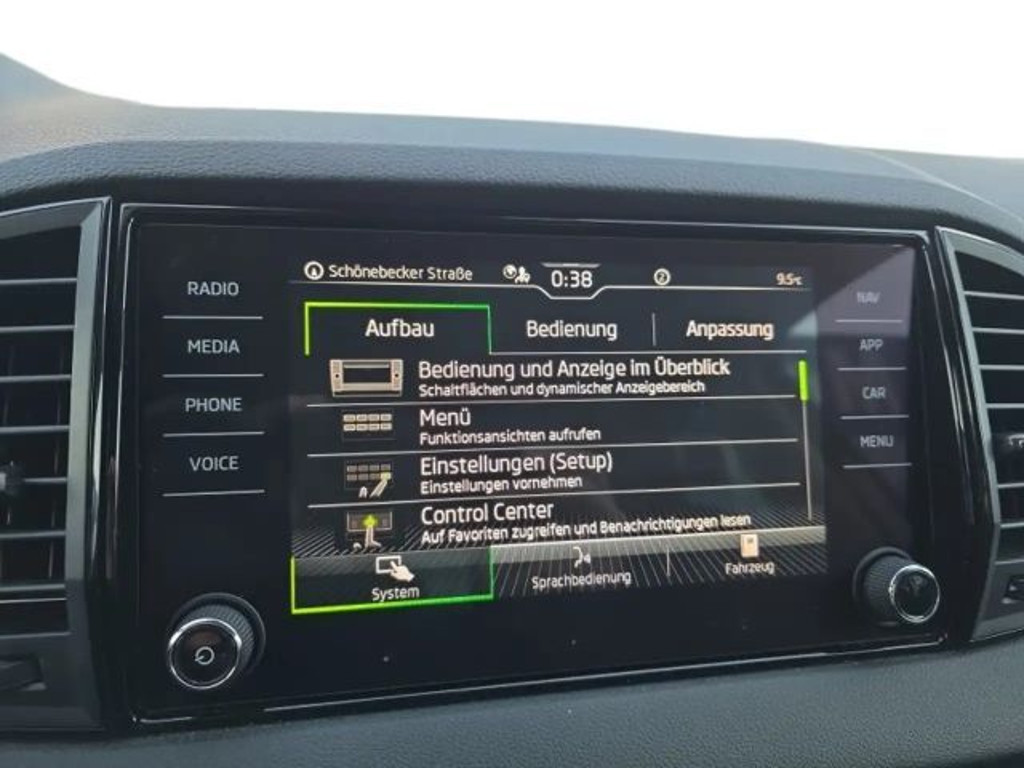 Schönebecker Straße 0:38 2 9.5°C
RADIO
MEDIA
PHONE
VOICE
Aufbau Bedienung Anpassung
Bedienung und Anzeige im Überblick
Schaltflächen und dynamischer Anzeigebereich
Menü
Funktionsansichten aufrufen
Einstellungen (Setup)
Einstellungen vornehmen
Control Center
Auf Favoriten zugreifen und Benachrichtigungen lesen
System Sprachbedienung Fahrzeug
NAV
APP
CAR
MENU